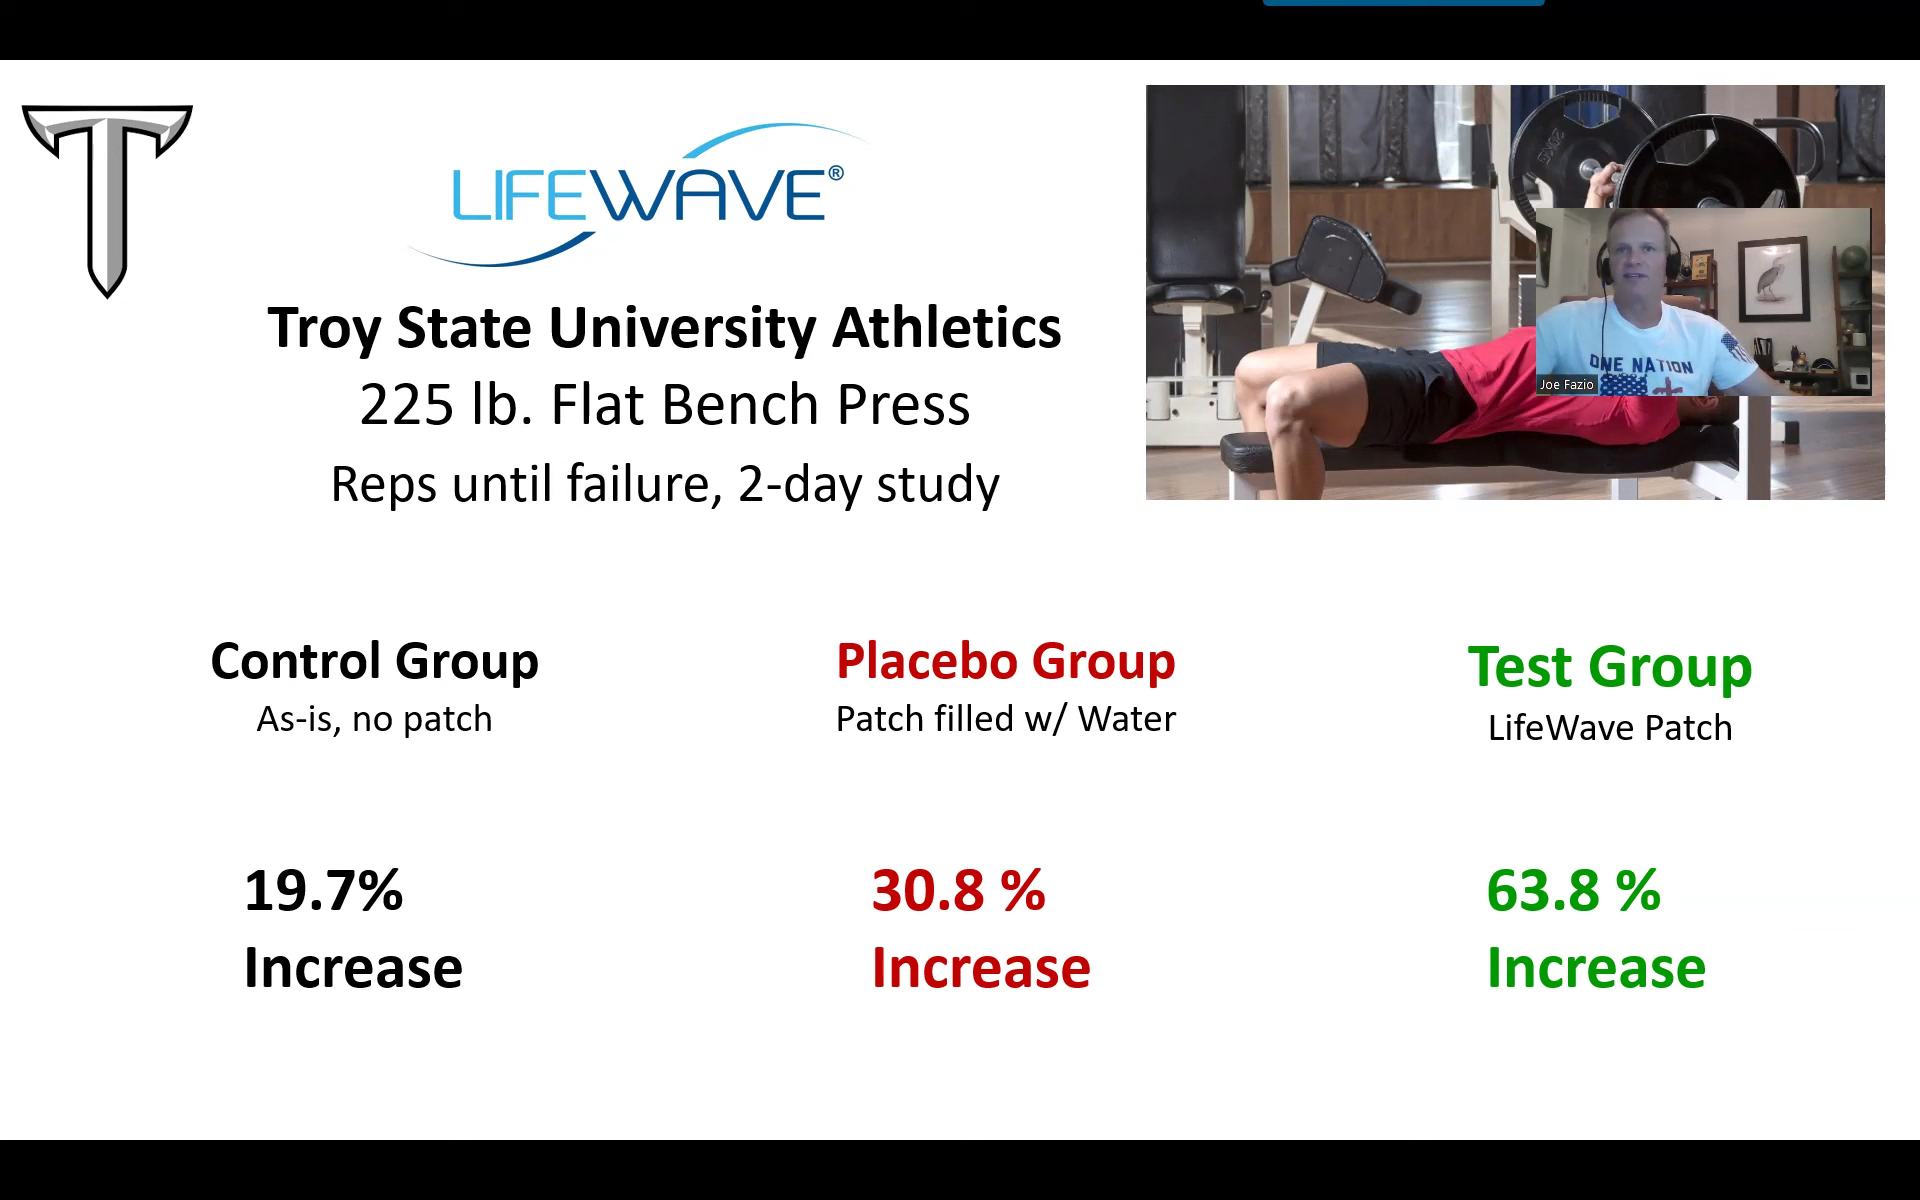 LIFEWAVE®
Troy State University Athletics
225 lb. Flat Bench Press
Reps until failure, 2-day study
ONE NATION
Joe Fazio
Control Group
As-is, no patch
19.7%
Increase
Placebo Group
Patch filled w/ Water
30.8 %
Increase
Test Group
LifeWave Patch
63.8 %
Increase